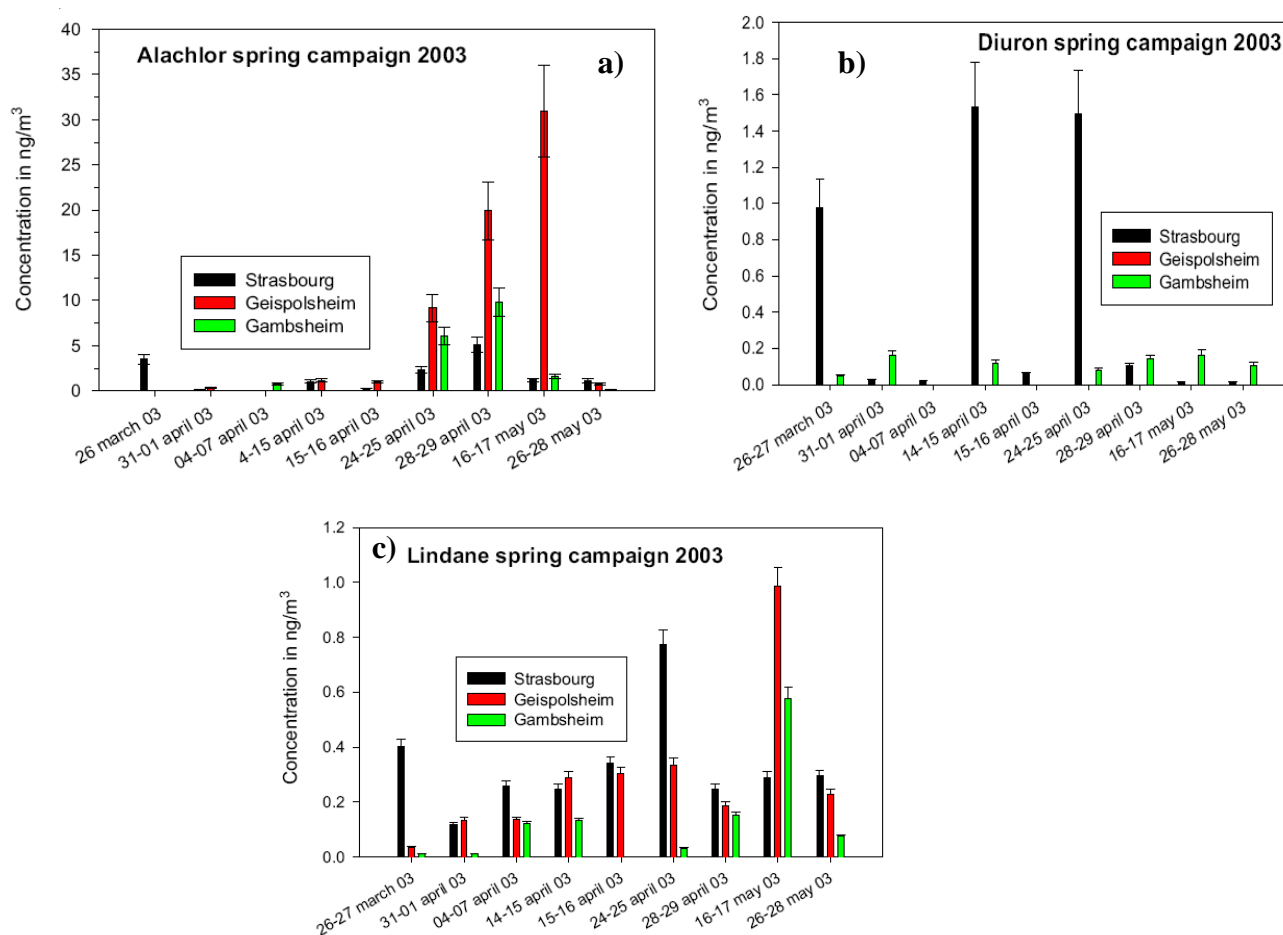 Alachlor spring campaign 2003
a)
Concentration in ng/m³
40
35
30
25
20
15
10
5
0
Strasbourg
Geispolsheim
Gambsheim
26 march 03
31-01 april 03
04-07 april 03
4-15 april 03
15-16 april 03
24-25 april 03
28-29 april 03
16-17 may 03
26-28 may 03
b)
Diuron spring campaign 2003
Concentration in ng/m³
2.0
1.8
1.6
1.4
1.2
1.0
0.8
0.6
0.4
0.2
0.0
Strasbourg
Geispolsheim
Gambsheim
26-27 march 03
31-01 april 03
04-07 april 03
14-15 april 03
15-16 april 03
24-25 april 03
28-29 april 03
16-17 may 03
26-28 may 03
c)
Lindane spring campaign 2003
Concentration in ng/m³
1.2
1.0
0.8
0.6
0.4
0.2
0.0
Strasbourg
Geispolsheim
Gambsheim
26-27 march 03
31-01 april 03
04-07 april 03
14-15 april 03
15-16 april 03
24-25 april 03
28-29 april 03
16-17 may 03
26-28 may 03